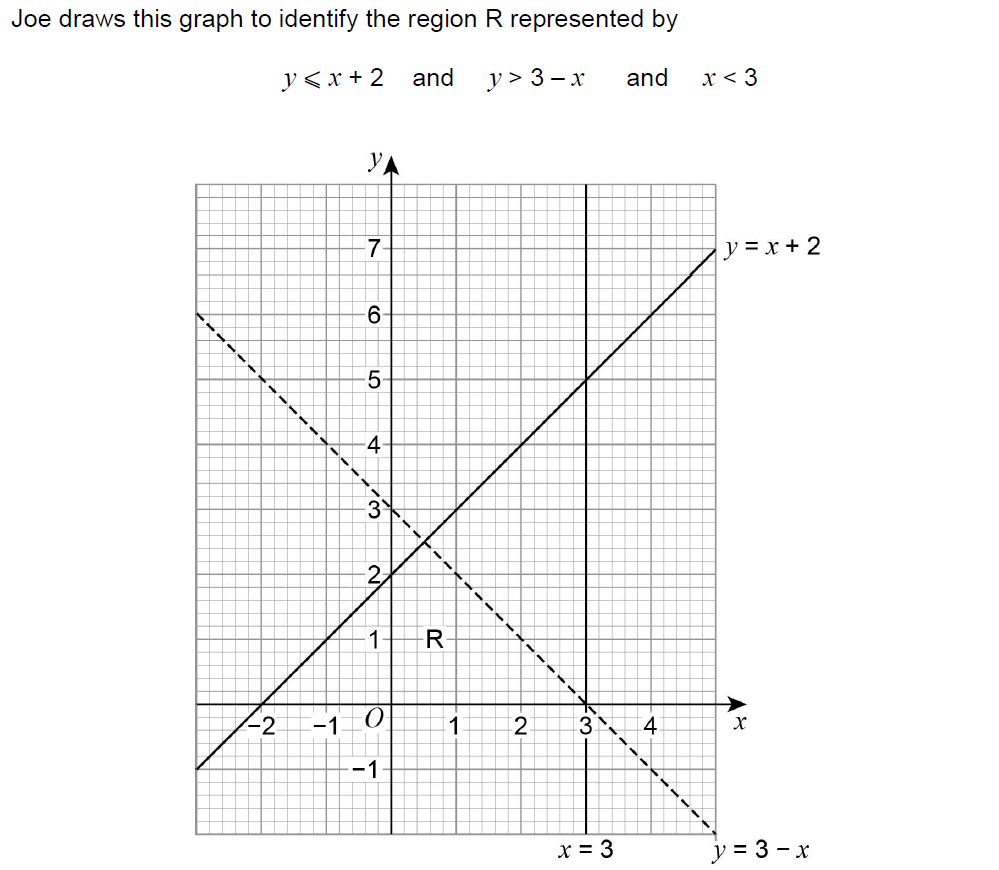 Joe draws this graph to identify the region R represented by
y ⩽ x + 2 and y > 3 – x and x < 3
y
7
y = x + 2
6
5
4
3
2
1
R
–2 –1 O 1 2 3 4 x
–1
x = 3
y = 3 – x